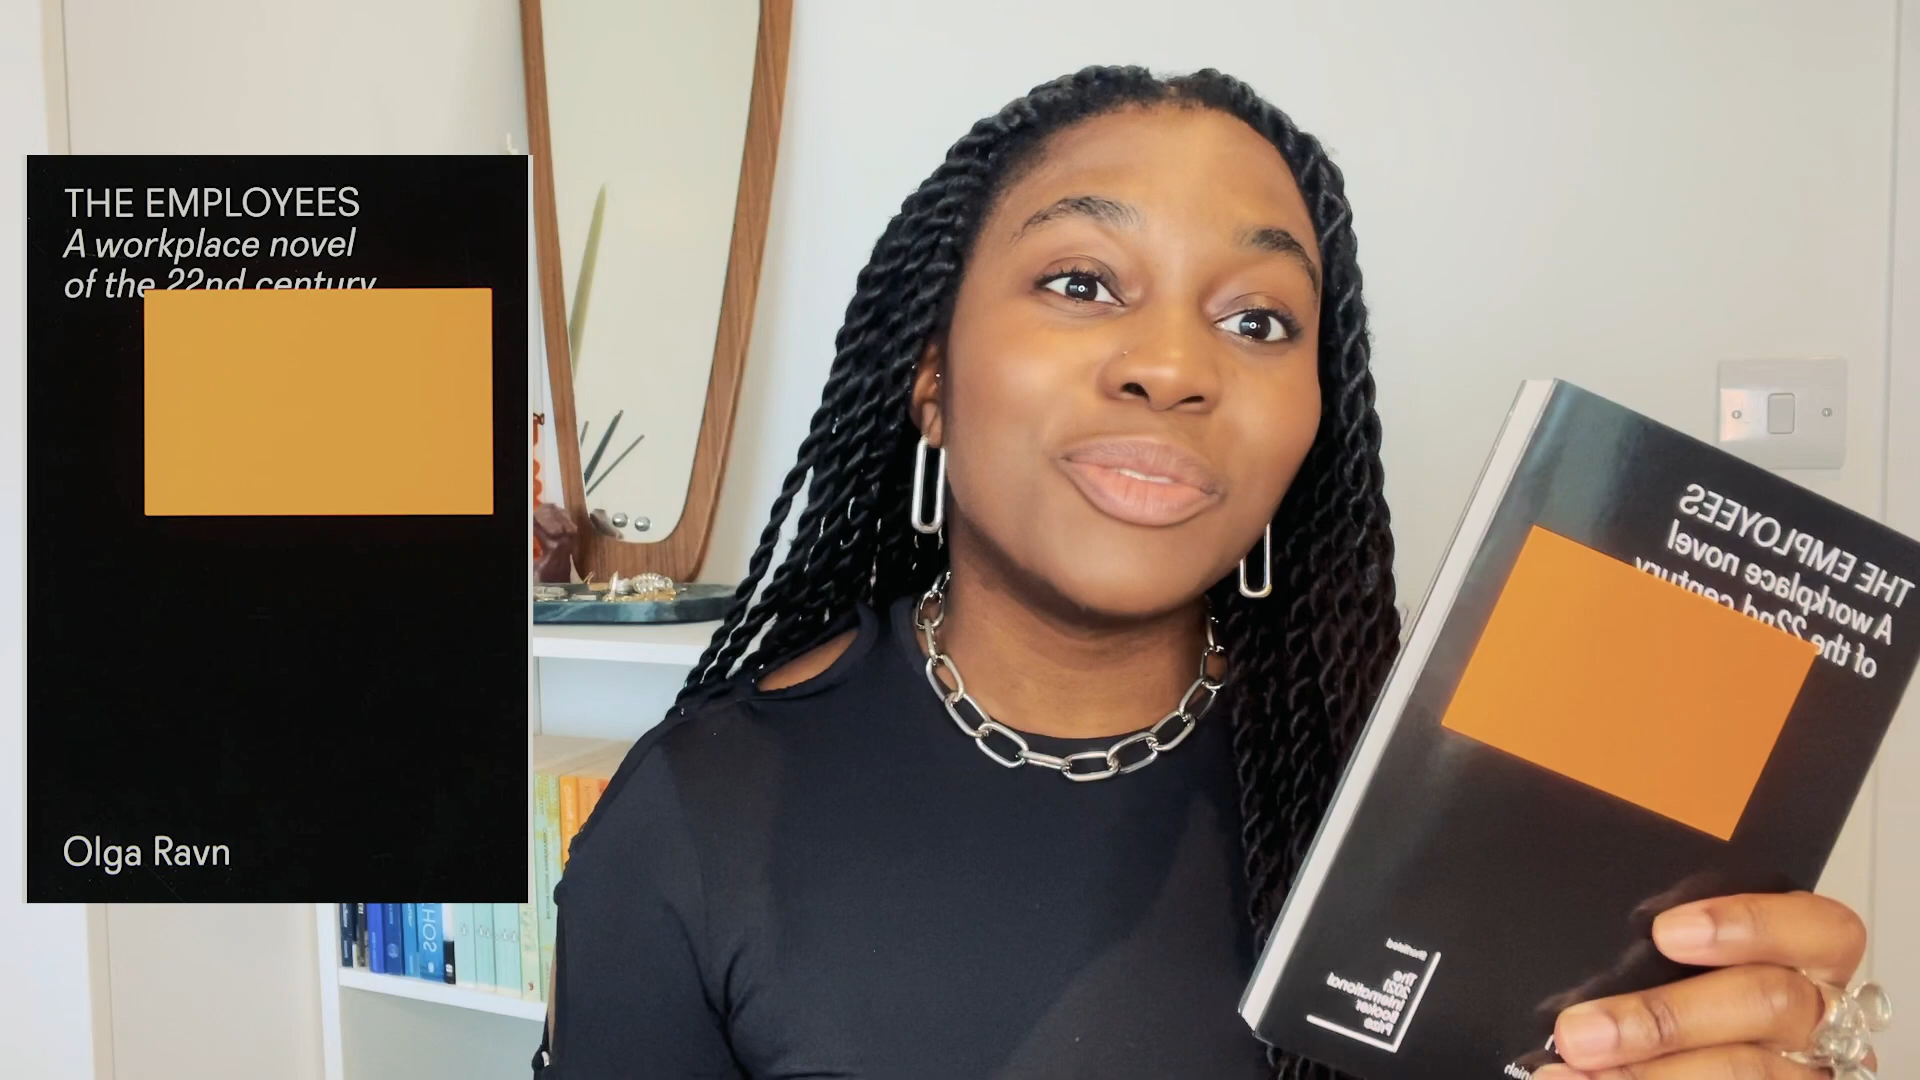 THE EMPLOYEES
A workplace novel
of the 22nd century
Olga Ravn
THE EMPLOYEES
A workplace novel
of the 22nd century
Shortlisted
The
2021
International
Booker
Prize